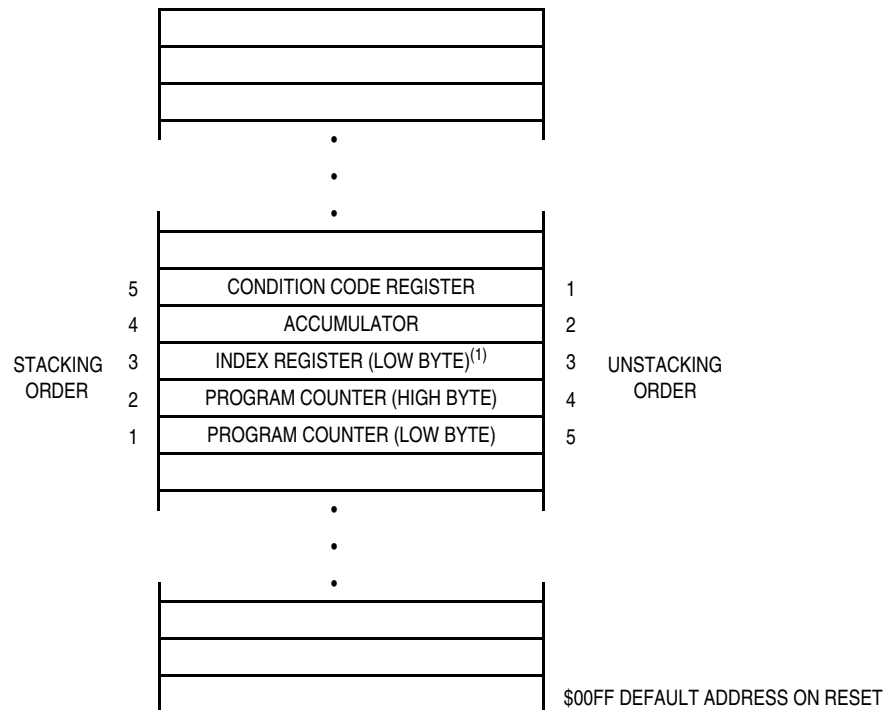 5 CONDITION CODE REGISTER 1
4 ACCUMULATOR 2
STACKING ORDER
3 INDEX REGISTER (LOW BYTE)(1) 3
UNSTACKING ORDER
2 PROGRAM COUNTER (HIGH BYTE) 4
1 PROGRAM COUNTER (LOW BYTE) 5
$00FF DEFAULT ADDRESS ON RESET